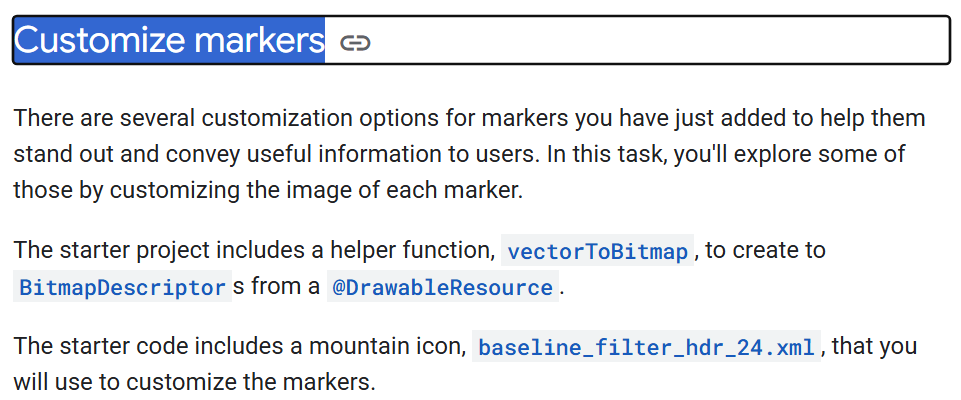 Customize markers
There are several customization options for markers you have just added to help them
stand out and convey useful information to users. In this task, you'll explore some of
those by customizing the image of each marker.
The starter project includes a helper function, vectorToBitmap, to create to
BitmapDescriptors from a @DrawableResource.
The starter code includes a mountain icon, baseline_filter_hdr_24.xml, that you
will use to customize the markers.